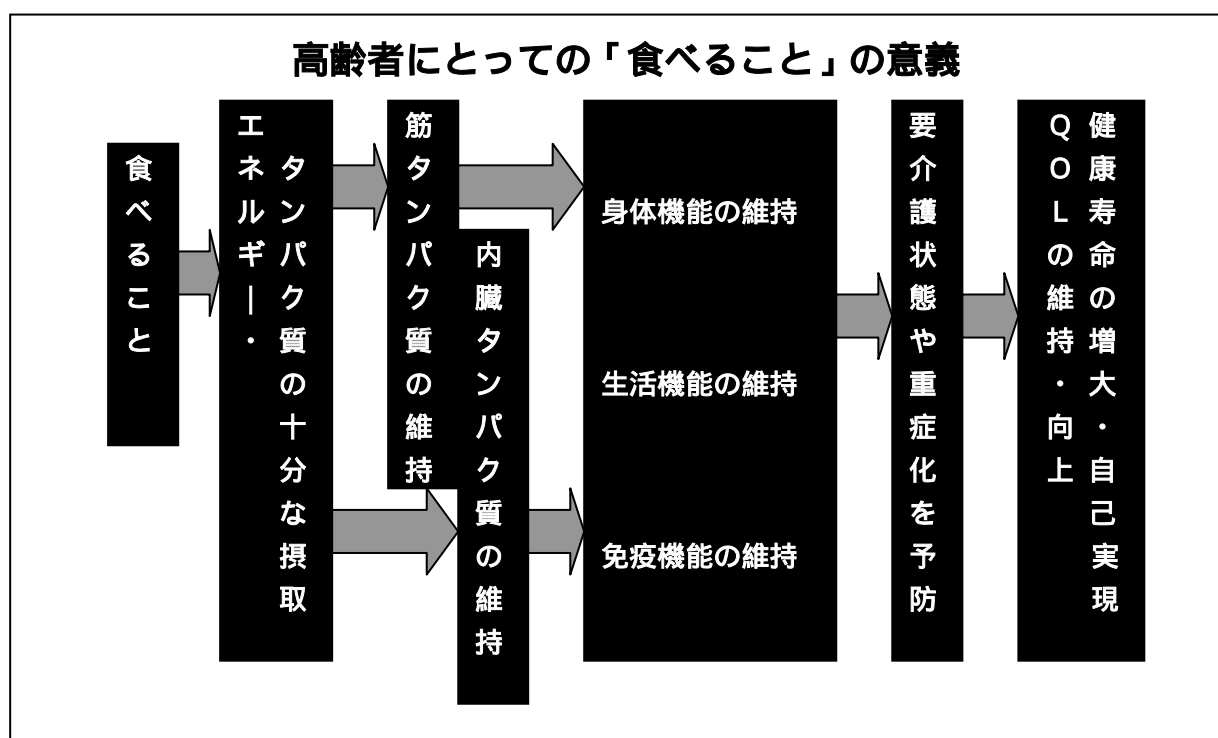 高齢者にとっての「食べること」の意義
食べること
エネルギー・
タンパク質の十分な摂取
筋タンパク質の維持
内臓タンパク質の維持
身体機能の維持
生活機能の維持
免疫機能の維持
要介護状態や重症化を予防
健康寿命の増大・自己実現
ＱＯＬの維持・向上